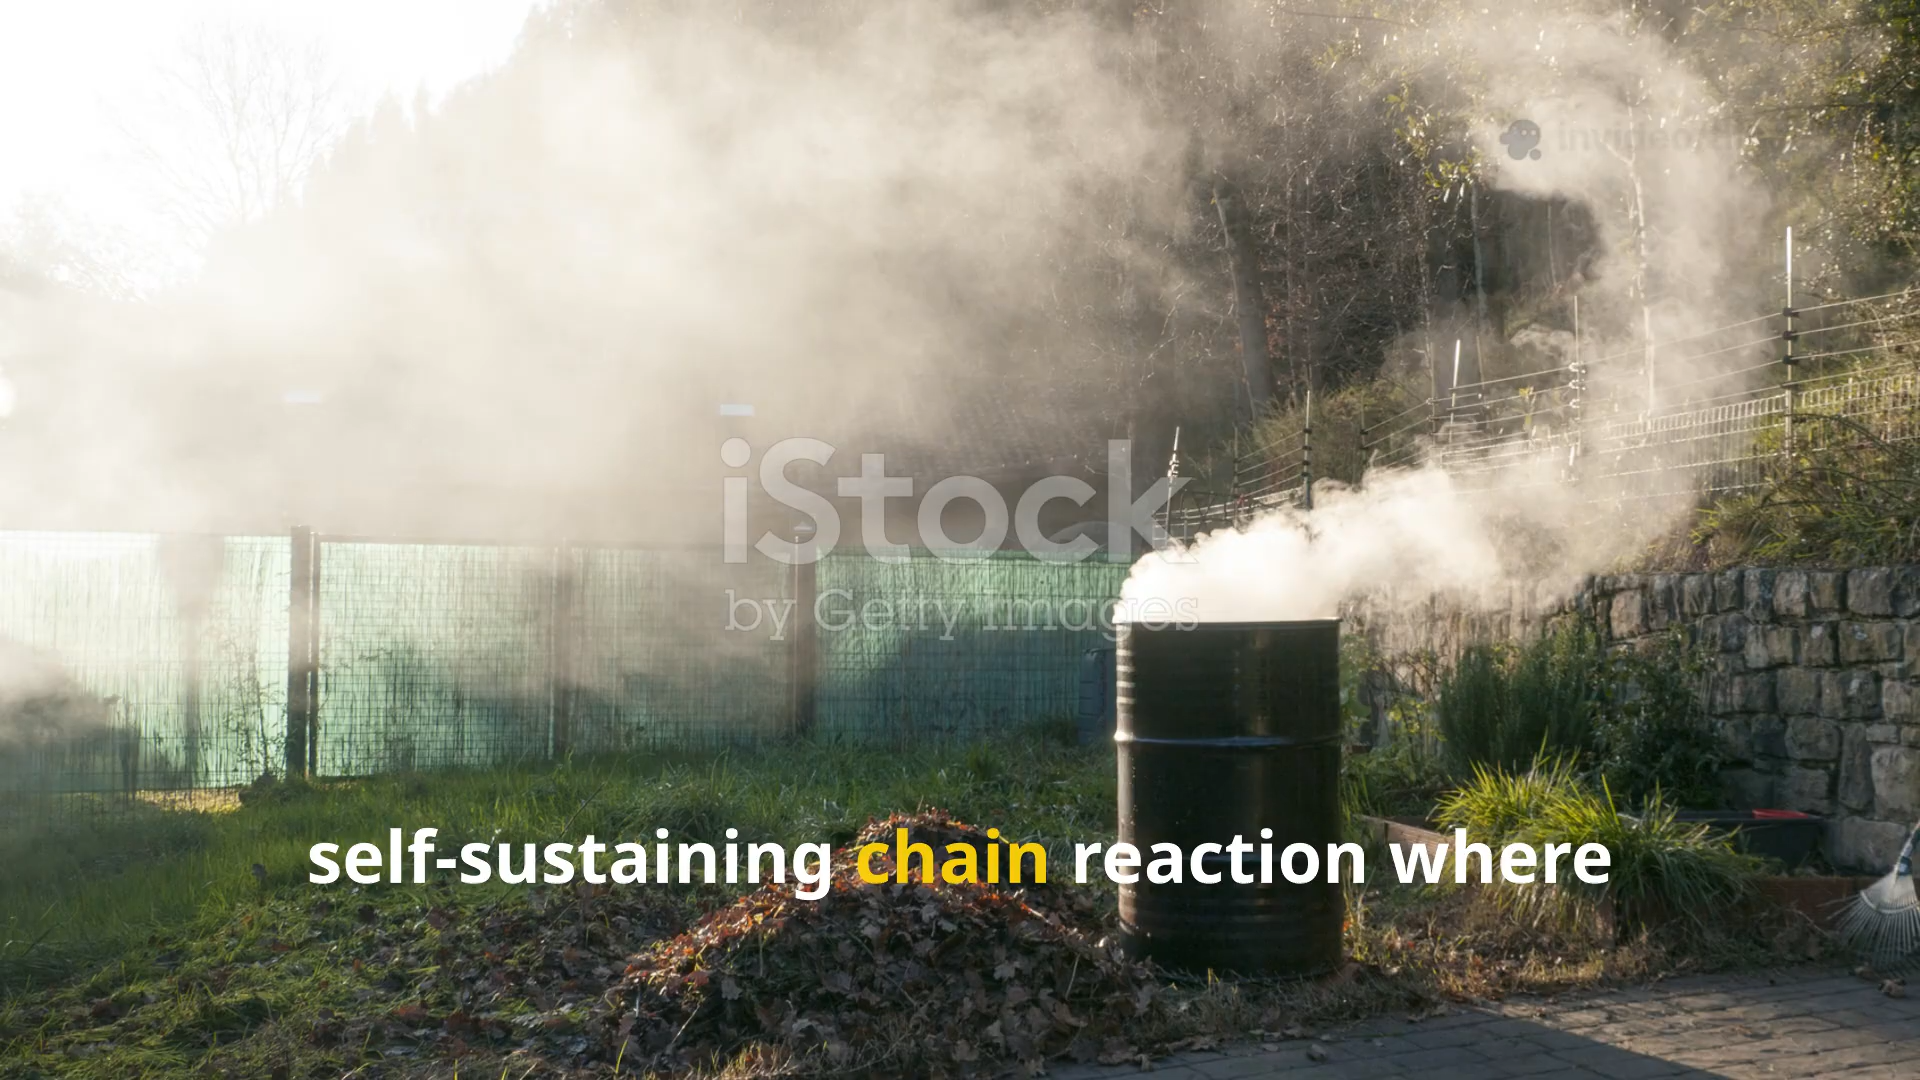 iStock
by Getty Images
self-sustaining chain reaction where